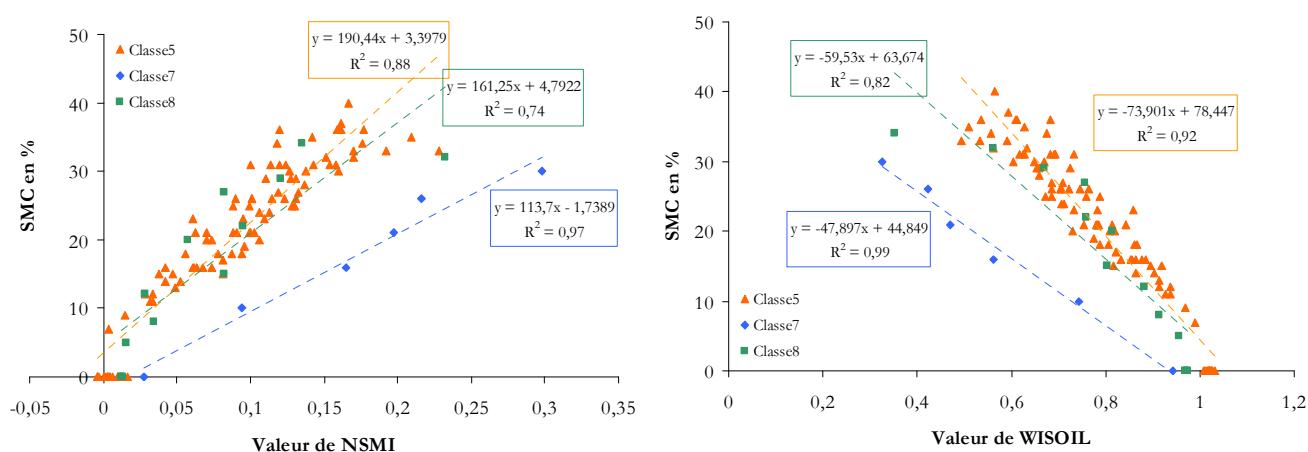 50
40
30
20
10
0
SMC en %
Classe5
Classe7
Classe8
y = 190,44x + 3,3979
R² = 0,88
y = 161,25x + 4,7922
R² = 0,74
y = 113,7x - 1,7389
R² = 0,97
-0,05 0 0,05 0,1 0,15 0,2 0,25 0,3 0,35
Valeur de NSMI
50
40
30
20
10
0
SMC en %
y = -59,53x + 63,674
R² = 0,82
y = -73,901x + 78,447
R² = 0,92
y = -47,897x + 44,849
R² = 0,99
Classe5
Classe7
Classe8
0 0,2 0,4 0,6 0,8 1 1,2
Valeur de WISOIL